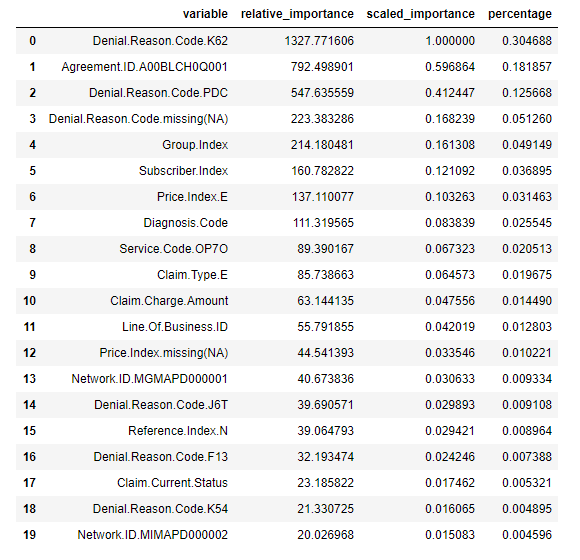 variable relative_importance scaled_importance percentage
0 Denial.Reason.Code.K62 1327.771606 1.000000 0.304688
1 Agreement.ID.A00BLCH0Q001 792.498901 0.596864 0.181857
2 Denial.Reason.Code.PDC 547.635559 0.412447 0.125668
3 Denial.Reason.Code.missing(NA) 223.383286 0.168239 0.051260
4 Group.Index 214.180481 0.161308 0.049149
5 Subscriber.Index 160.782822 0.121092 0.036895
6 Price.Index.E 137.110077 0.103263 0.031463
7 Diagnosis.Code 111.319565 0.083839 0.025545
8 Service.Code.OP7O 89.390167 0.067323 0.020513
9 Claim.Type.E 85.738663 0.064573 0.019675
10 Claim.Charge.Amount 63.144135 0.047556 0.014490
11 Line.Of.Business.ID 55.791855 0.042019 0.012803
12 Price.Index.missing(NA) 44.541393 0.033546 0.010221
13 Network.ID.MGMAPD000001 40.673836 0.030633 0.009334
14 Denial.Reason.Code.J6T 39.690571 0.029893 0.009108
15 Reference.Index.N 39.064793 0.029421 0.008964
16 Denial.Reason.Code.F13 32.193474 0.024246 0.007388
17 Claim.Current.Status 23.185822 0.017462 0.005321
18 Denial.Reason.Code.K54 21.330725 0.016065 0.004895
19 Network.ID.MIMAPD000002 20.026968 0.015083 0.004596